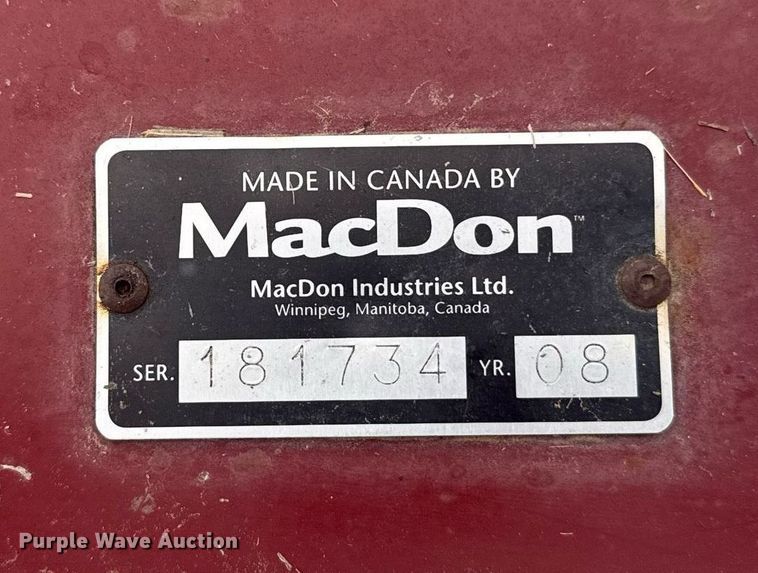 MADE IN CANADA BY
MacDon™
MacDon Industries Ltd.
Winnipeg, Manitoba, Canada
SER. 181734 YR. 08
Purple Wave Auction